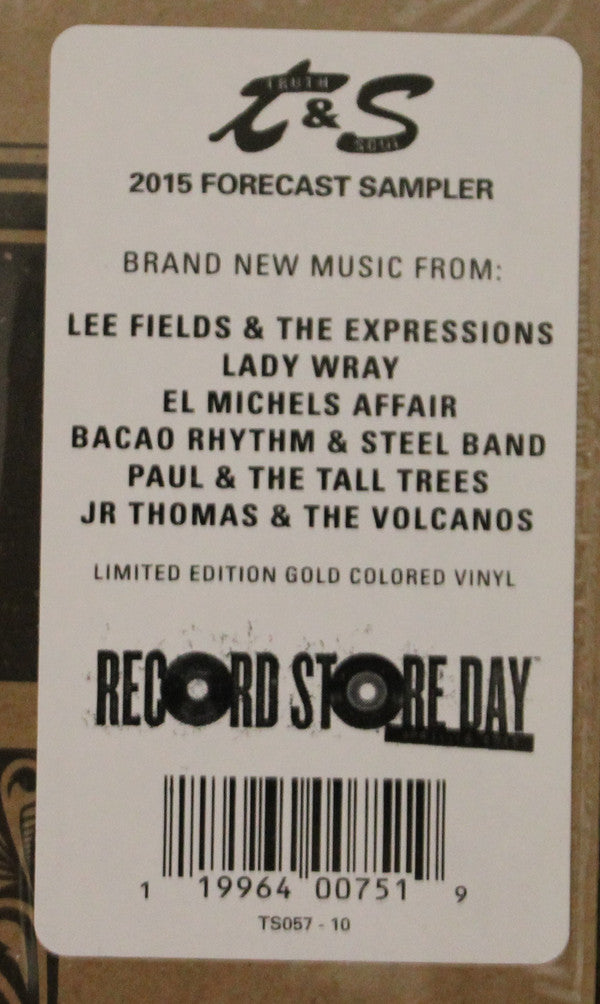 TRUTH
t & S
SOUL
2015 FORECAST SAMPLER
BRAND NEW MUSIC FROM:
LEE FIELDS & THE EXPRESSIONS
LADY WRAY
EL MICHELS AFFAIR
BACAO RHYTHM & STEEL BAND
PAUL & THE TALL TREES
JR THOMAS & THE VOLCANOS
LIMITED EDITION GOLD COLORED VINYL
RECORD STORE DAY™
1 19964 00751 9
TS057 - 10